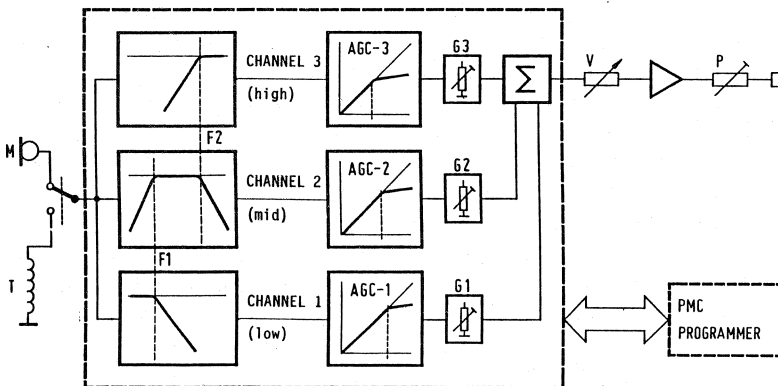 CHANNEL 3
(high)
AGC-3
G3
Σ
V
P
F2
M
CHANNEL 2
(mid)
AGC-2
G2
F1
T
CHANNEL 1
(low)
AGC-1
G1
PMC
PROGRAMMER